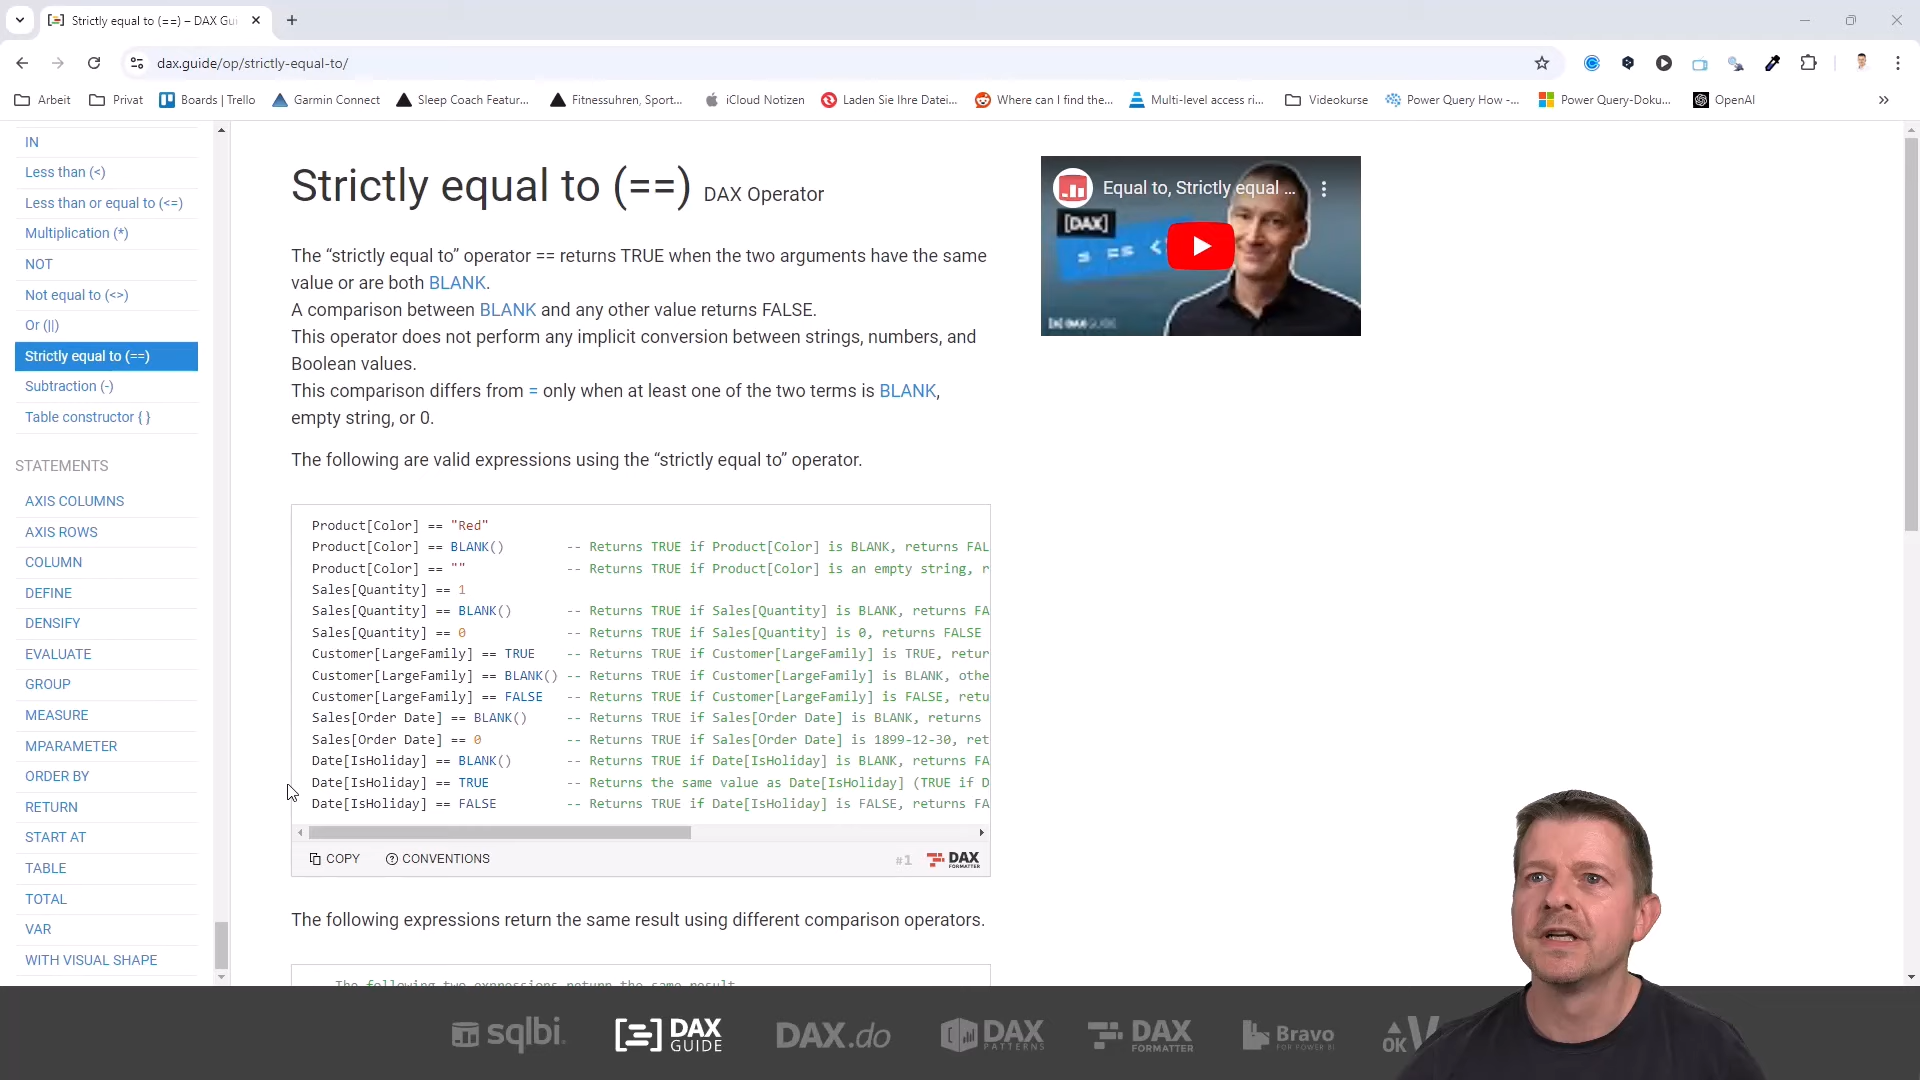 Strictly equal to (==) – DAX Gui
dax.guide/op/strictly-equal-to/
Arbeit
Privat
Boards | Trello
Garmin Connect
Sleep Coach Featur...
Fitnessuhren, Sport...
iCloud Notizen
Laden Sie Ihre Datei...
Where can I find the...
Multi-level access ri...
Videokurse
Power Query How -...
Power Query-Doku...
OpenAI
IN
Less than (<)
Less than or equal to (<=)
Multiplication (*)
NOT
Not equal to (<>)
Or (||)
Strictly equal to (==)
Subtraction (-)
Table constructor { }
STATEMENTS
AXIS COLUMNS
AXIS ROWS
COLUMN
DEFINE
DENSIFY
EVALUATE
GROUP
MEASURE
MPARAMETER
ORDER BY
RETURN
START AT
TABLE
TOTAL
VAR
WITH VISUAL SHAPE
Strictly equal to (==) DAX Operator
The “strictly equal to” operator == returns TRUE when the two arguments have the same
value or are both BLANK.
A comparison between BLANK and any other value returns FALSE.
This operator does not perform any implicit conversion between strings, numbers, and
Boolean values.
This comparison differs from = only when at least one of the two terms is BLANK,
empty string, or 0.
The following are valid expressions using the “strictly equal to” operator.
Product[Color] == "Red"
Product[Color] == BLANK() -- Returns TRUE if Product[Color] is BLANK, returns FAL
Product[Color] == "" -- Returns TRUE if Product[Color] is an empty string, r
Sales[Quantity] == 1
Sales[Quantity] == BLANK() -- Returns TRUE if Sales[Quantity] is BLANK, returns FA
Sales[Quantity] == 0 -- Returns TRUE if Sales[Quantity] is 0, returns FALSE
Customer[LargeFamily] == TRUE -- Returns TRUE if Customer[LargeFamily] is TRUE, retur
Customer[LargeFamily] == BLANK() -- Returns TRUE if Customer[LargeFamily] is BLANK, othe
Customer[LargeFamily] == FALSE -- Returns TRUE if Customer[LargeFamily] is FALSE, retu
Sales[Order Date] == BLANK() -- Returns TRUE if Sales[Order Date] is BLANK, returns
Sales[Order Date] == 0 -- Returns TRUE if Sales[Order Date] is 1899-12-30, ret
Date[IsHoliday] == BLANK() -- Returns TRUE if Date[IsHoliday] is BLANK, returns FA
Date[IsHoliday] == TRUE -- Returns the same value as Date[IsHoliday] (TRUE if D
Date[IsHoliday] == FALSE -- Returns TRUE if Date[IsHoliday] is FALSE, returns FA
COPY
CONVENTIONS
#1
DAX FORMATTER
The following expressions return the same result using different comparison operators.
The following two expressions return the same result
Equal to, Strictly equal ...
[DAX]
= == <
DAX GUIDE
sqlbi.
DAX GUIDE
DAX.do
DAX PATTERNS
DAX FORMATTER
Bravo FOR POWER BI
OK V